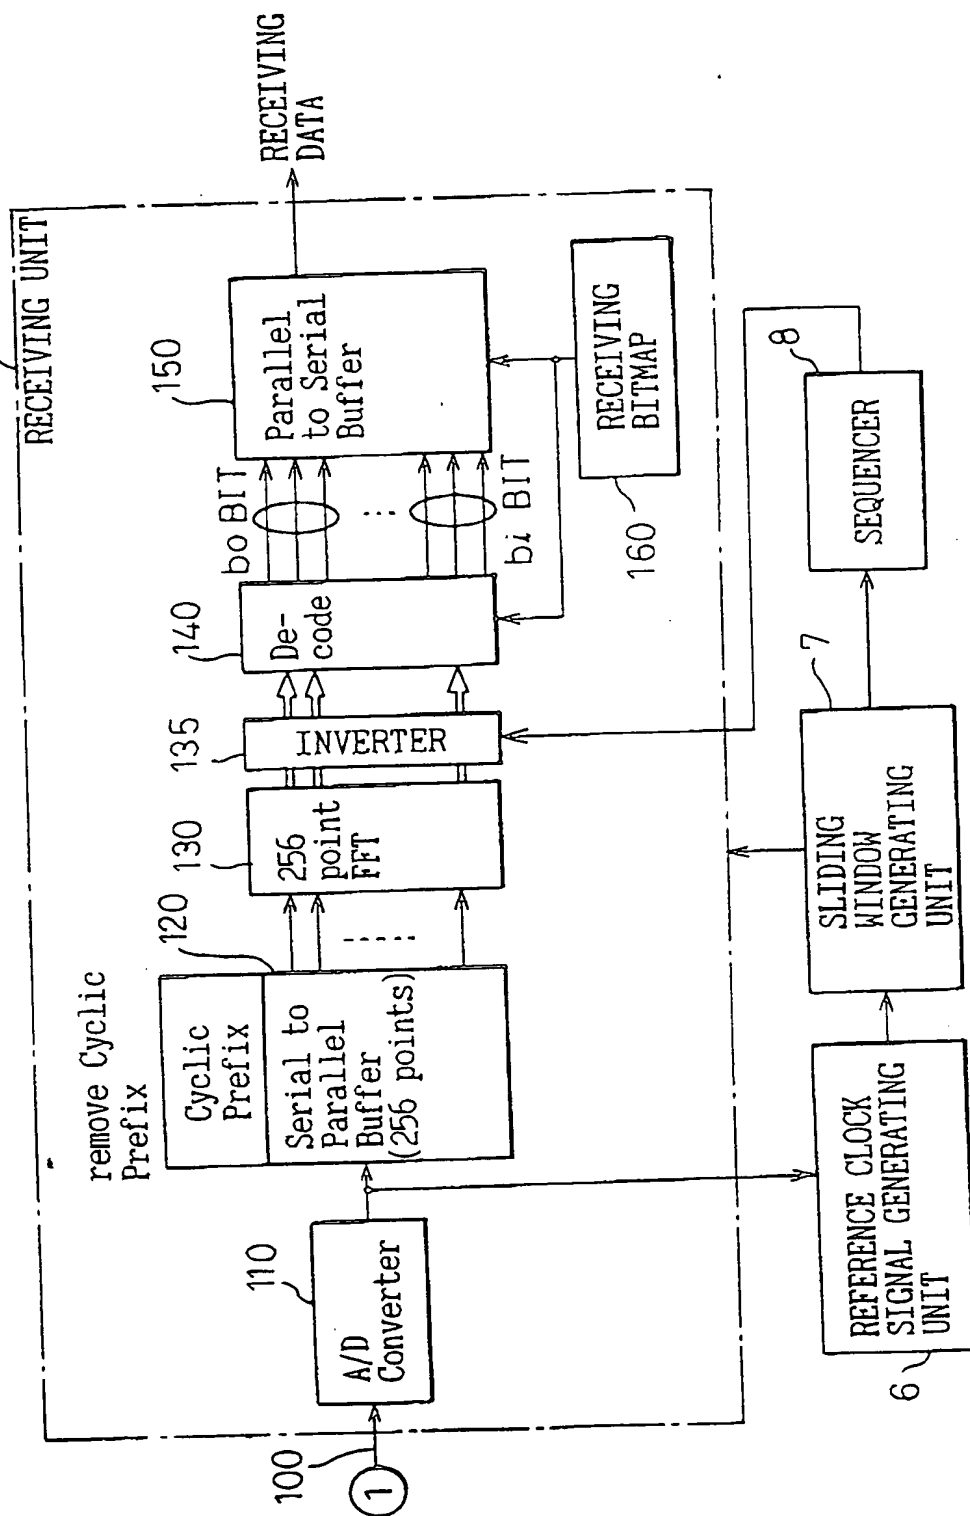 RECEIVING UNIT
RECEIVING
DATA
remove Cyclic
Prefix
100
1
110
A/D
Converter
120
Cyclic
Prefix
Serial to
Parallel
Buffer
(256 points)
130
256
point
FFT
135
INVERTER
140
De-
code
bo BIT
bi BIT
150
Parallel
to Serial
Buffer
160
RECEIVING
BITMAP
6
REFERENCE CLOCK
SIGNAL GENERATING
UNIT
7
SLIDING
WINDOW
GENERATING
UNIT
8
SEQUENCER